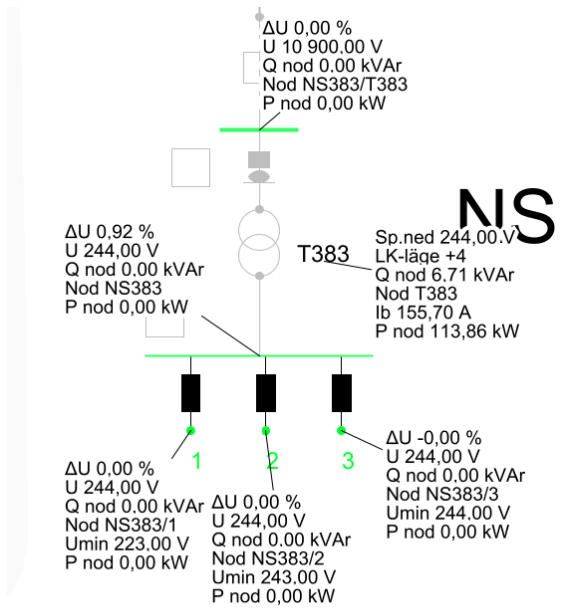 ΔU 0,00 %
U 10 900.00 V
Q nod 0.00 kVAr
Nod NS383/T383
P nod 0,00 kW
NS
ΔU 0,92 %
U 244,00 V
Q nod 0.00 kVAr
Nod NS383
P nod 0,00 kW
T383
Sp.ned 244,00.V
LK-läge +4
Q nod 6.71 kVAr
Nod T383
Ib 155,70 A
P nod 113,86 kW
1
2
3
ΔU 0,00 %
U 244,00 V
Q nod 0.00 kVAr
Nod NS383/1
Umin 223.00 V
P nod 0,00 kW
ΔU 0,00 %
U 244,00 V
Q nod 0.00 kVAr
Nod NS383/2
Umin 243.00 V
P nod 0,00 kW
ΔU -0,00 %
U 244,00 V
Q nod 0.00 kVAr
Nod NS383/3
Umin 244.00 V
P nod 0,00 kW